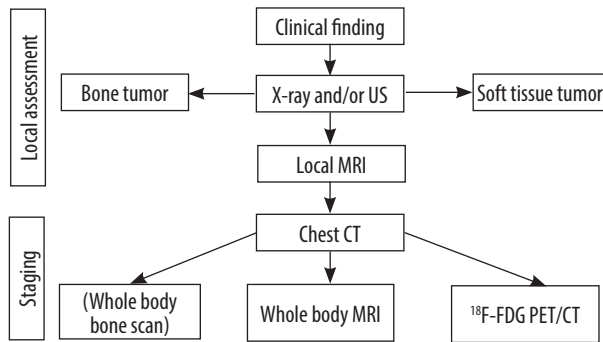 Local assessment
Clinical finding
Bone tumor
X-ray and/or US
Soft tissue tumor
Local MRI
Staging
Chest CT
(Whole body
bone scan)
Whole body MRI
¹⁸F-FDG PET/CT